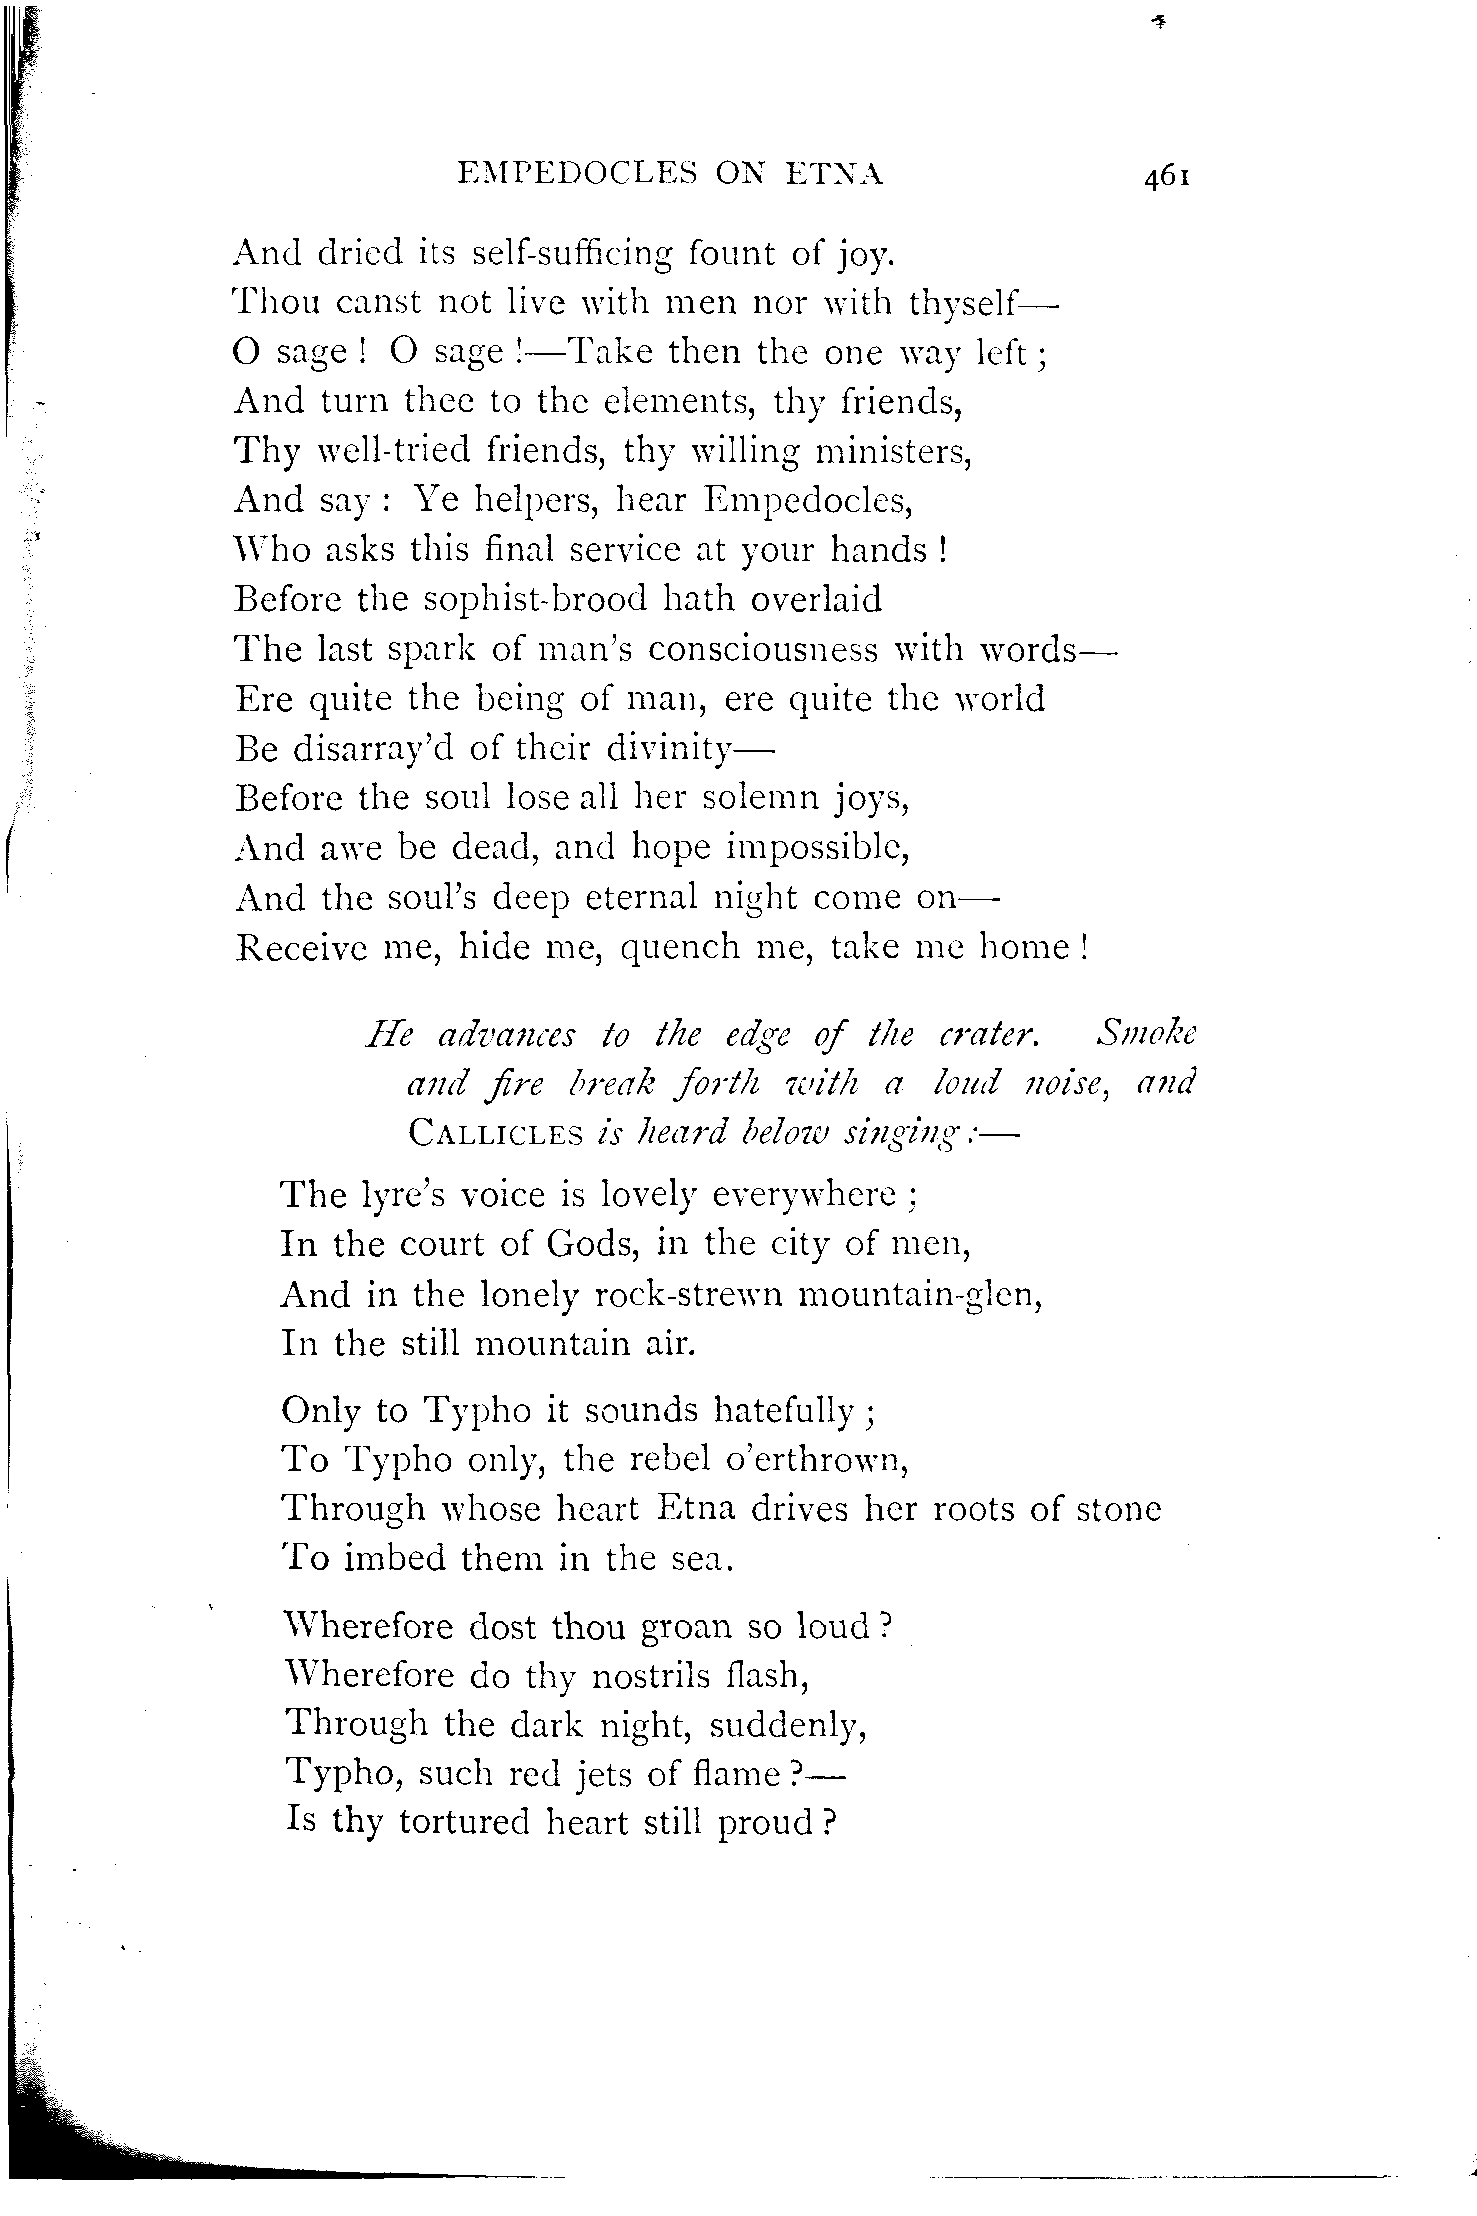 EMPEDOCLES ON ETNA 461
And dried its self-sufficing fount of joy.
Thou canst not live with men nor with thyself—
O sage ! O sage !—Take then the one way left ;
And turn thee to the elements, thy friends,
Thy well-tried friends, thy willing ministers,
And say : Ye helpers, hear Empedocles,
Who asks this final service at your hands !
Before the sophist-brood hath overlaid
The last spark of man's consciousness with words—
Ere quite the being of man, ere quite the world
Be disarray'd of their divinity—
Before the soul lose all her solemn joys,
And awe be dead, and hope impossible,
And the soul's deep eternal night come on—
Receive me, hide me, quench me, take me home !
He advances to the edge of the crater. Smoke
and fire break forth with a loud noise, and
CALLICLES is heard below singing :—
The lyre's voice is lovely everywhere ;
In the court of Gods, in the city of men,
And in the lonely rock-strewn mountain-glen,
In the still mountain air.
Only to Typho it sounds hatefully ;
To Typho only, the rebel o'erthrown,
Through whose heart Etna drives her roots of stone
To imbed them in the sea.
Wherefore dost thou groan so loud ?
Wherefore do thy nostrils flash,
Through the dark night, suddenly,
Typho, such red jets of flame ?—
Is thy tortured heart still proud ?